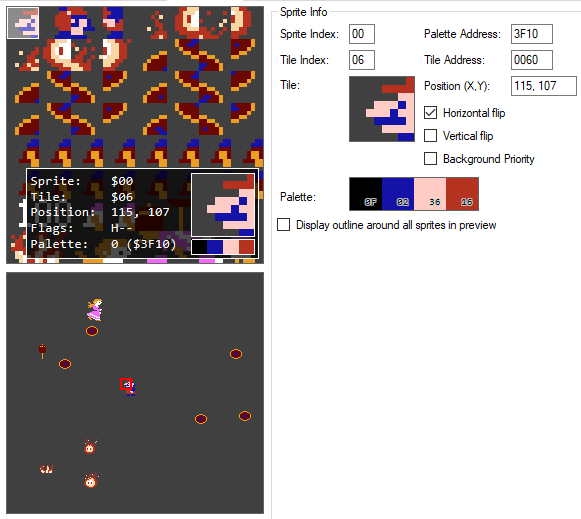 Sprite Info
Sprite Index: 00 Palette Address: 3F10
Tile Index: 06 Tile Address: 0060
Tile: Position (X,Y): 115, 107
Horizontal flip
Vertical flip
Background Priority
Palette: 0F 02 36 16
Display outline around all sprites in preview
Sprite: $00
Tile: $06
Position: 115, 107
Flags: H--
Palette: 0 ($3F10)